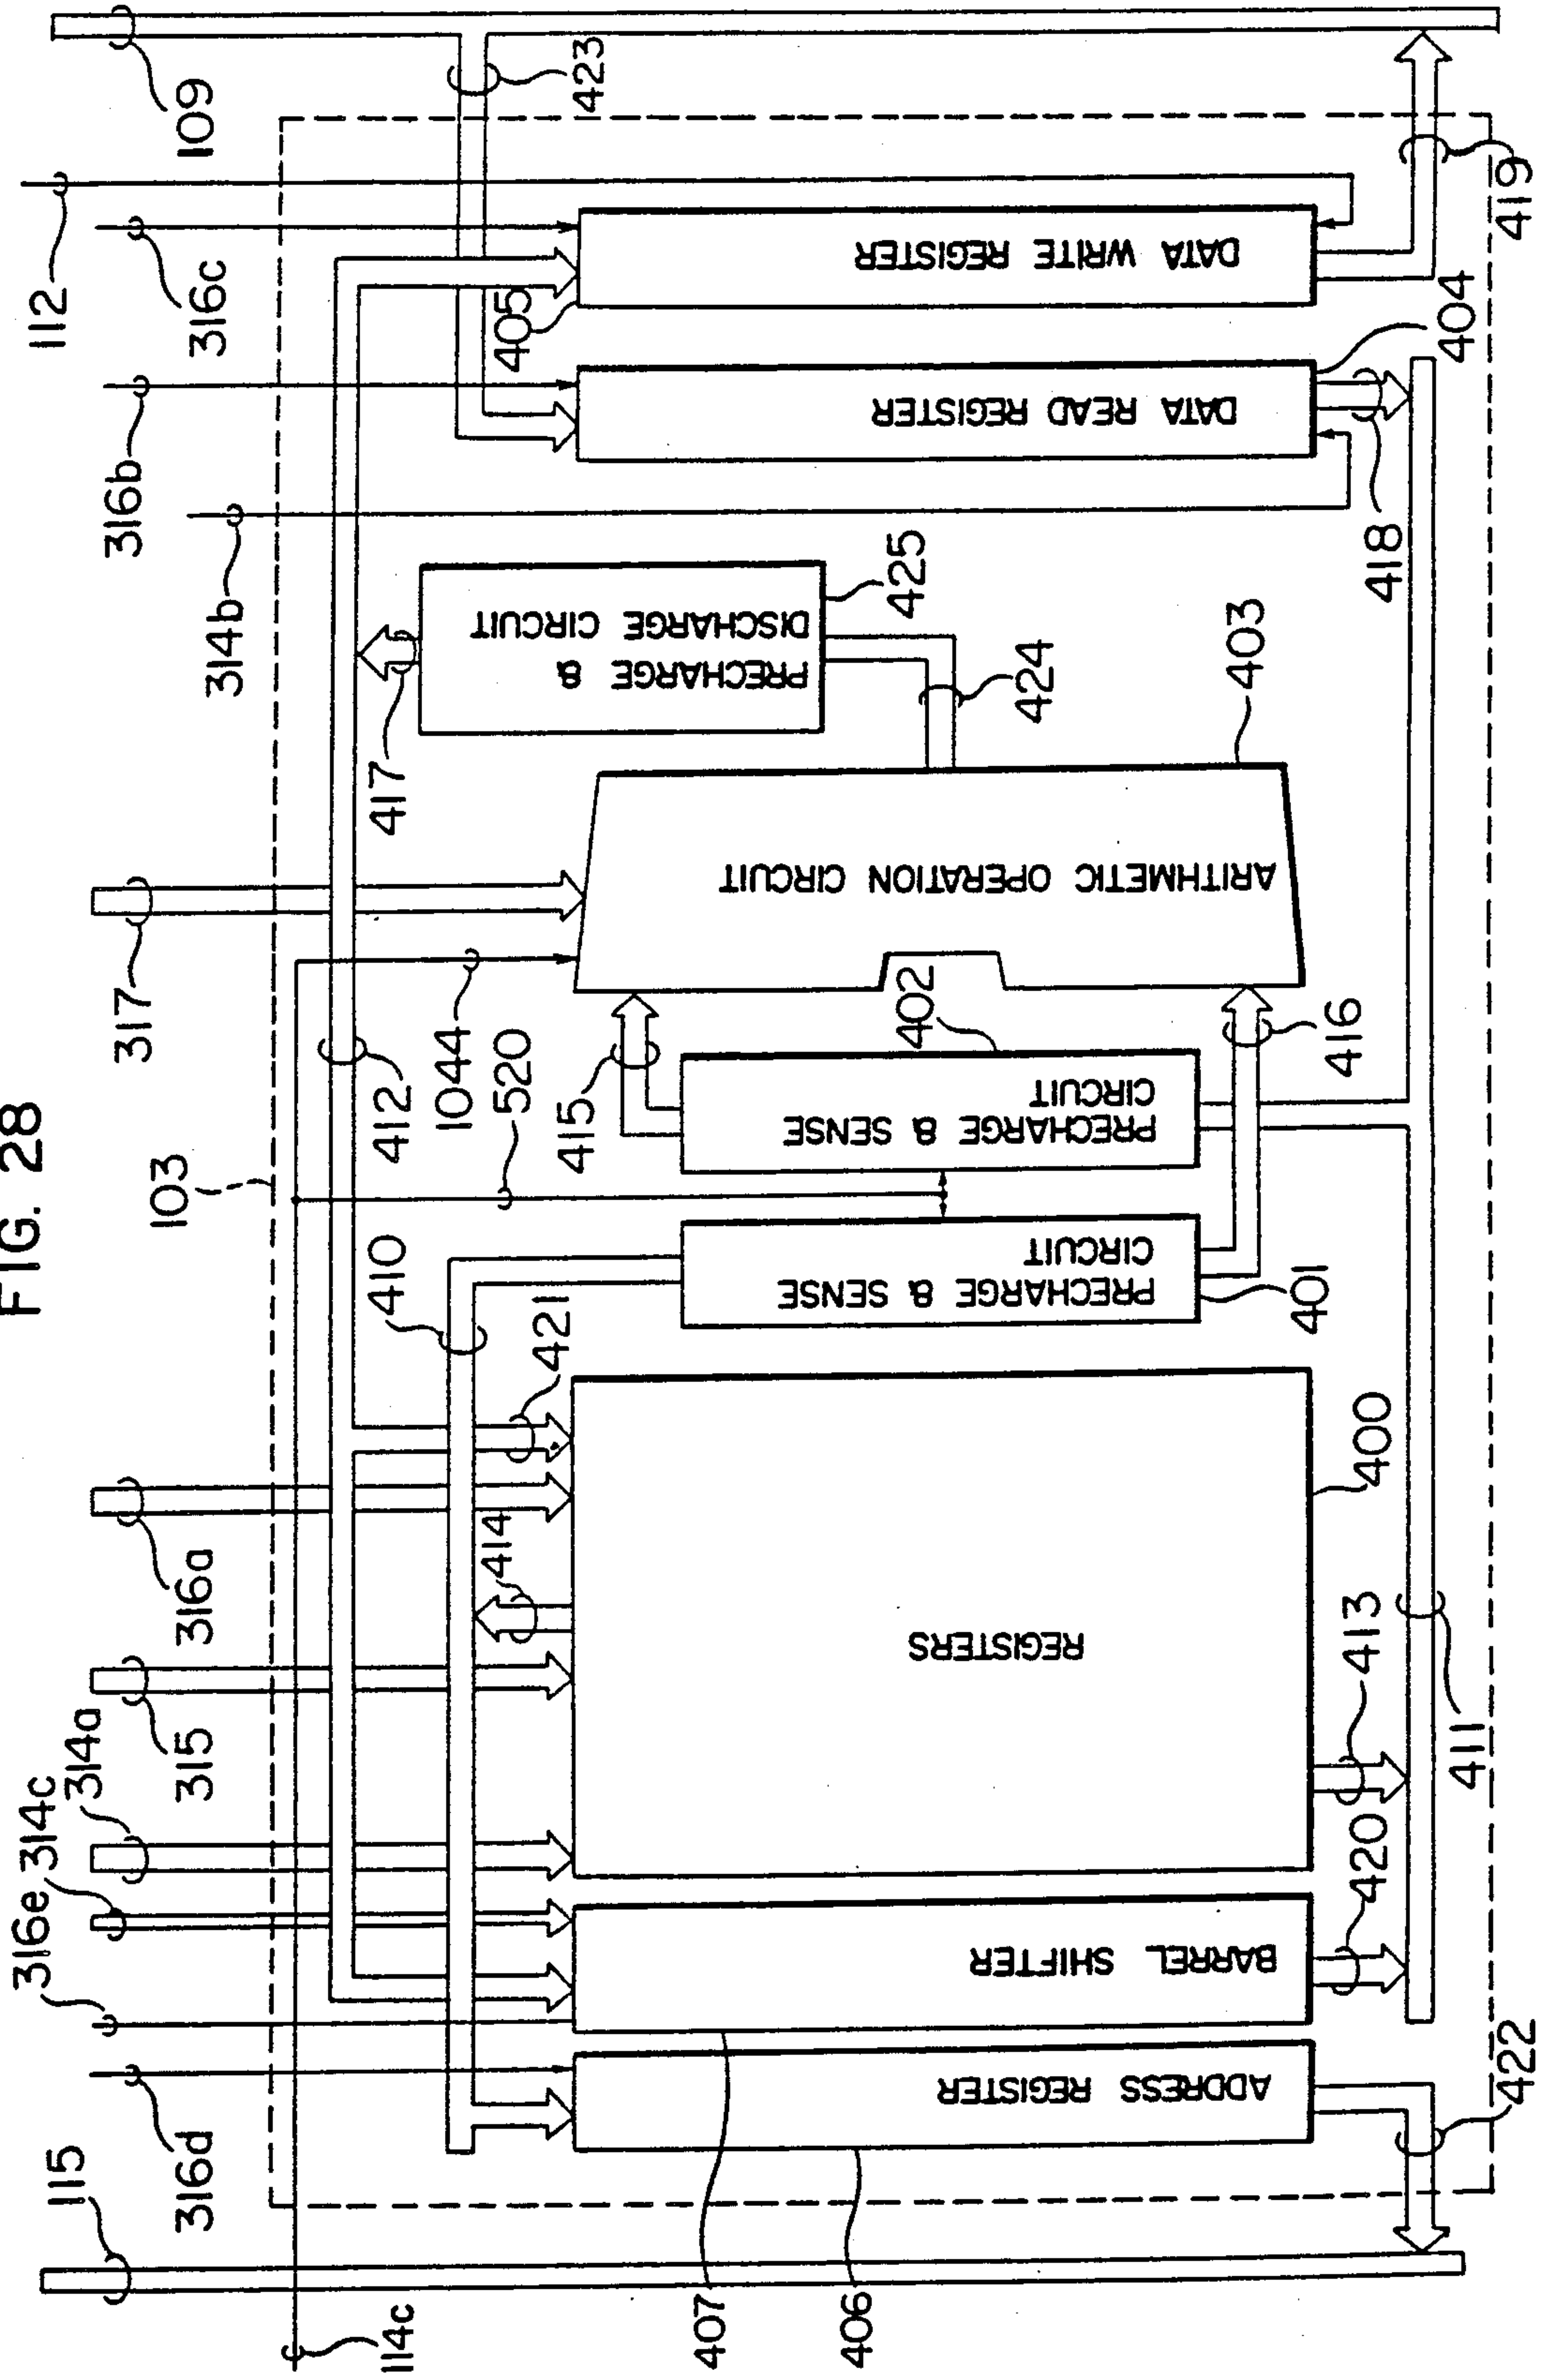 FIG. 28
115
316d
316e
314c
314a
315
316a
103
317
314b
316b
316c
112
109
114c
410
412
1044
520
417
423
421
414
415
402
405
425
424
403
ADDRESS REGISTER
BARREL SHIFTER
REGISTERS
PRECHARGE & SENSE
CIRCUIT
PRECHARGE & SENSE
CIRCUIT
ARITHMETIC OPERATION CIRCUIT
PRECHARGE &
DISCHARGE CIRCUIT
DATA READ REGISTER
DATA WRITE REGISTER
407
406
420
413
400
401
416
418
404
422
411
419